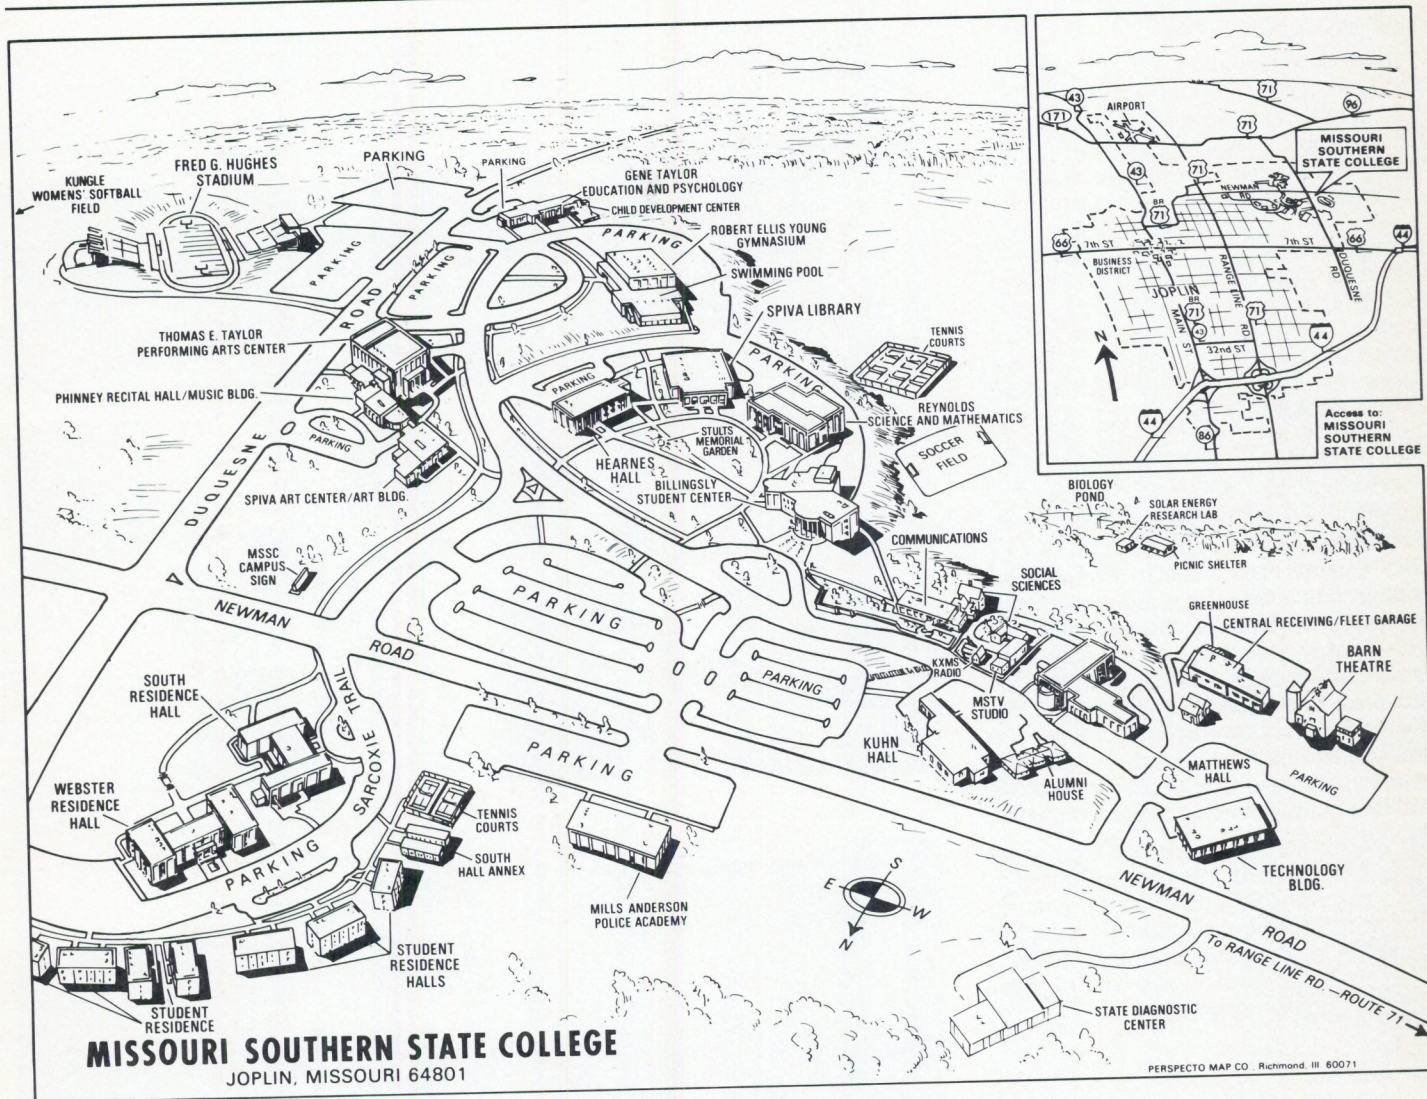 KUNGLE
WOMENS' SOFTBALL
FIELD
FRED G. HUGHES
STADIUM
PARKING
PARKING
GENE TAYLOR
EDUCATION AND PSYCHOLOGY
CHILD DEVELOPMENT CENTER
PARKING
ROBERT ELLIS YOUNG
GYMNASIUM
SWIMMING POOL
PARKING
PARKING
SPIVA LIBRARY
TENNIS
COURTS
THOMAS E. TAYLOR
PERFORMING ARTS CENTER
PHINNEY RECITAL HALL/MUSIC BLDG.
PARKING
SPIVA ART CENTER/ART BLDG.
DUQUESNE ROAD
PARKING
PARKING
HEARNES
HALL
STULTS
MEMORIAL
GARDEN
REYNOLDS
SCIENCE AND MATHEMATICS
SOCCER
FIELD
BILLINGSLY
STUDENT CENTER
MSSC
CAMPUS
SIGN
COMMUNICATIONS
SOCIAL
SCIENCES
BIOLOGY
POND
SOLAR ENERGY
RESEARCH LAB
PICNIC SHELTER
GREENHOUSE
CENTRAL RECEIVING/FLEET GARAGE
BARN
THEATRE
NEWMAN ROAD
PARKING
PARKING
KXMS
RADIO
MSTV
STUDIO
KUHN
HALL
ALUMNI
HOUSE
MATTHEWS
HALL
PARKING
TECHNOLOGY
BLDG.
SOUTH
RESIDENCE
HALL
SARCOXIE TRAIL
WEBSTER
RESIDENCE
HALL
PARKING
PARKING
TENNIS
COURTS
SOUTH
HALL ANNEX
MILLS ANDERSON
POLICE ACADEMY
STUDENT
RESIDENCE
HALLS
STUDENT
RESIDENCE
S
E
W
N
NEWMAN ROAD
TO RANGE LINE RD. — ROUTE 71
STATE DIAGNOSTIC
CENTER
MISSOURI SOUTHERN STATE COLLEGE
JOPLIN, MISSOURI 64801
PERSPECTO MAP CO. Richmond, Ill 60071
43
171
AIRPORT
71
96
71
MISSOURI
SOUTHERN
STATE COLLEGE
43
71
NEWMAN
RD
BR
71
66
7th ST
7th ST
66
44
BUSINESS
DISTRICT
JOPLIN
RANGE LINE RD
DUQUESNE RD
BR
71
43
MAIN ST
71
32nd ST
44
N
44
86
Access to:
MISSOURI
SOUTHERN
STATE COLLEGE